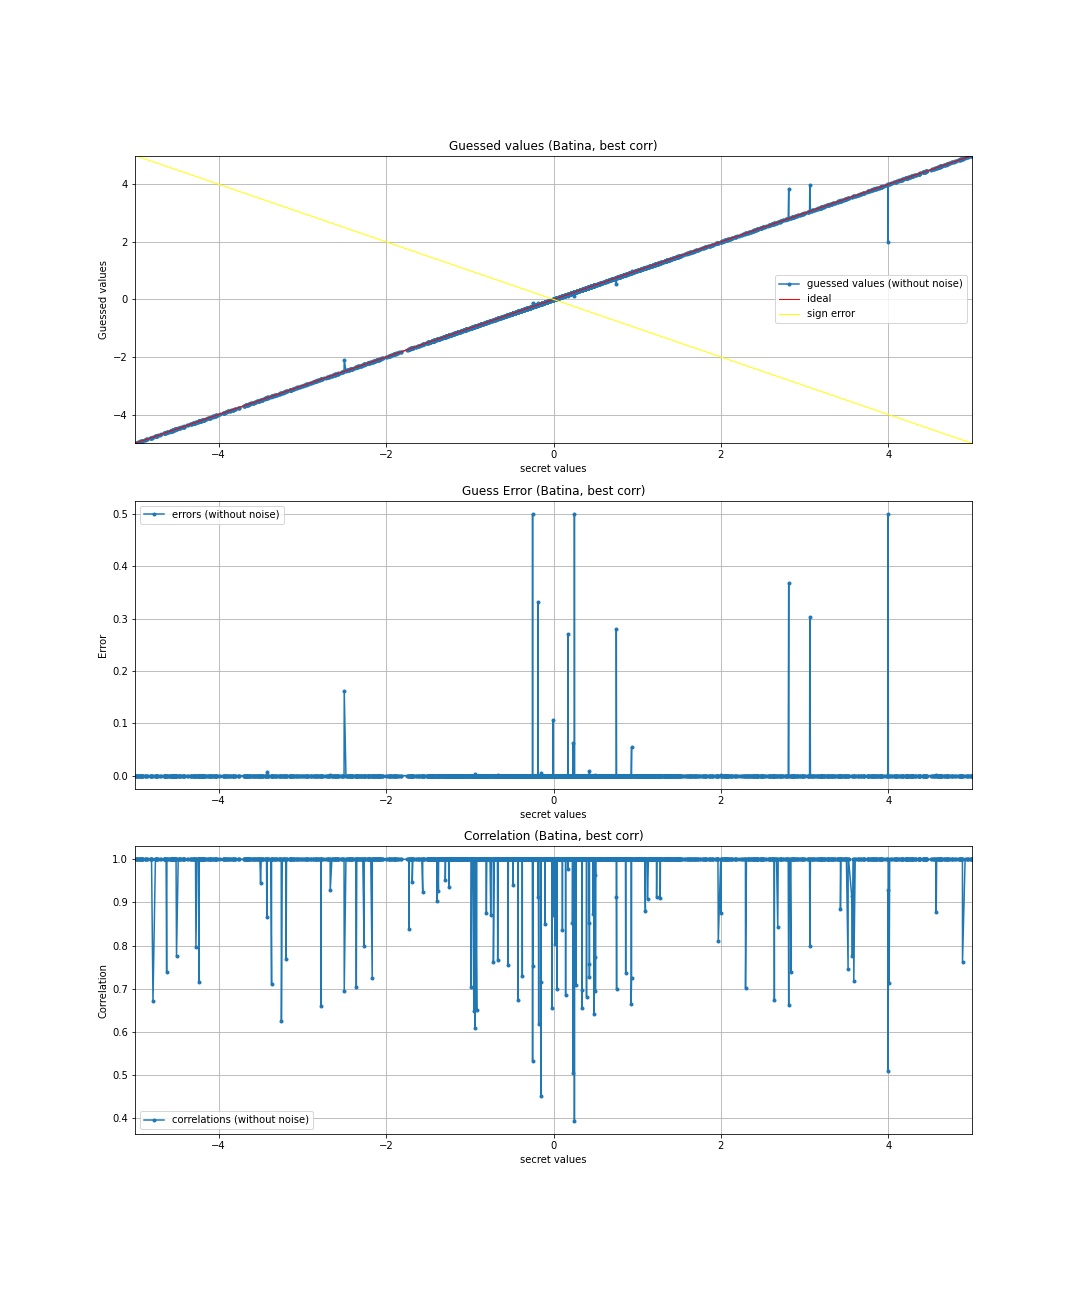 Guessed values (Batina, best corr)
4
2
0
−2
−4
Guessed values
guessed values (without noise)
ideal
sign error
−4
−2
0
2
4
secret values
Guess Error (Batina, best corr)
errors (without noise)
0.5
0.4
0.3
0.2
0.1
0.0
Error
−4
−2
0
2
4
secret values
Correlation (Batina, best corr)
1.0
0.9
0.8
0.7
0.6
0.5
0.4
Correlation
correlations (without noise)
−4
−2
0
2
4
secret values